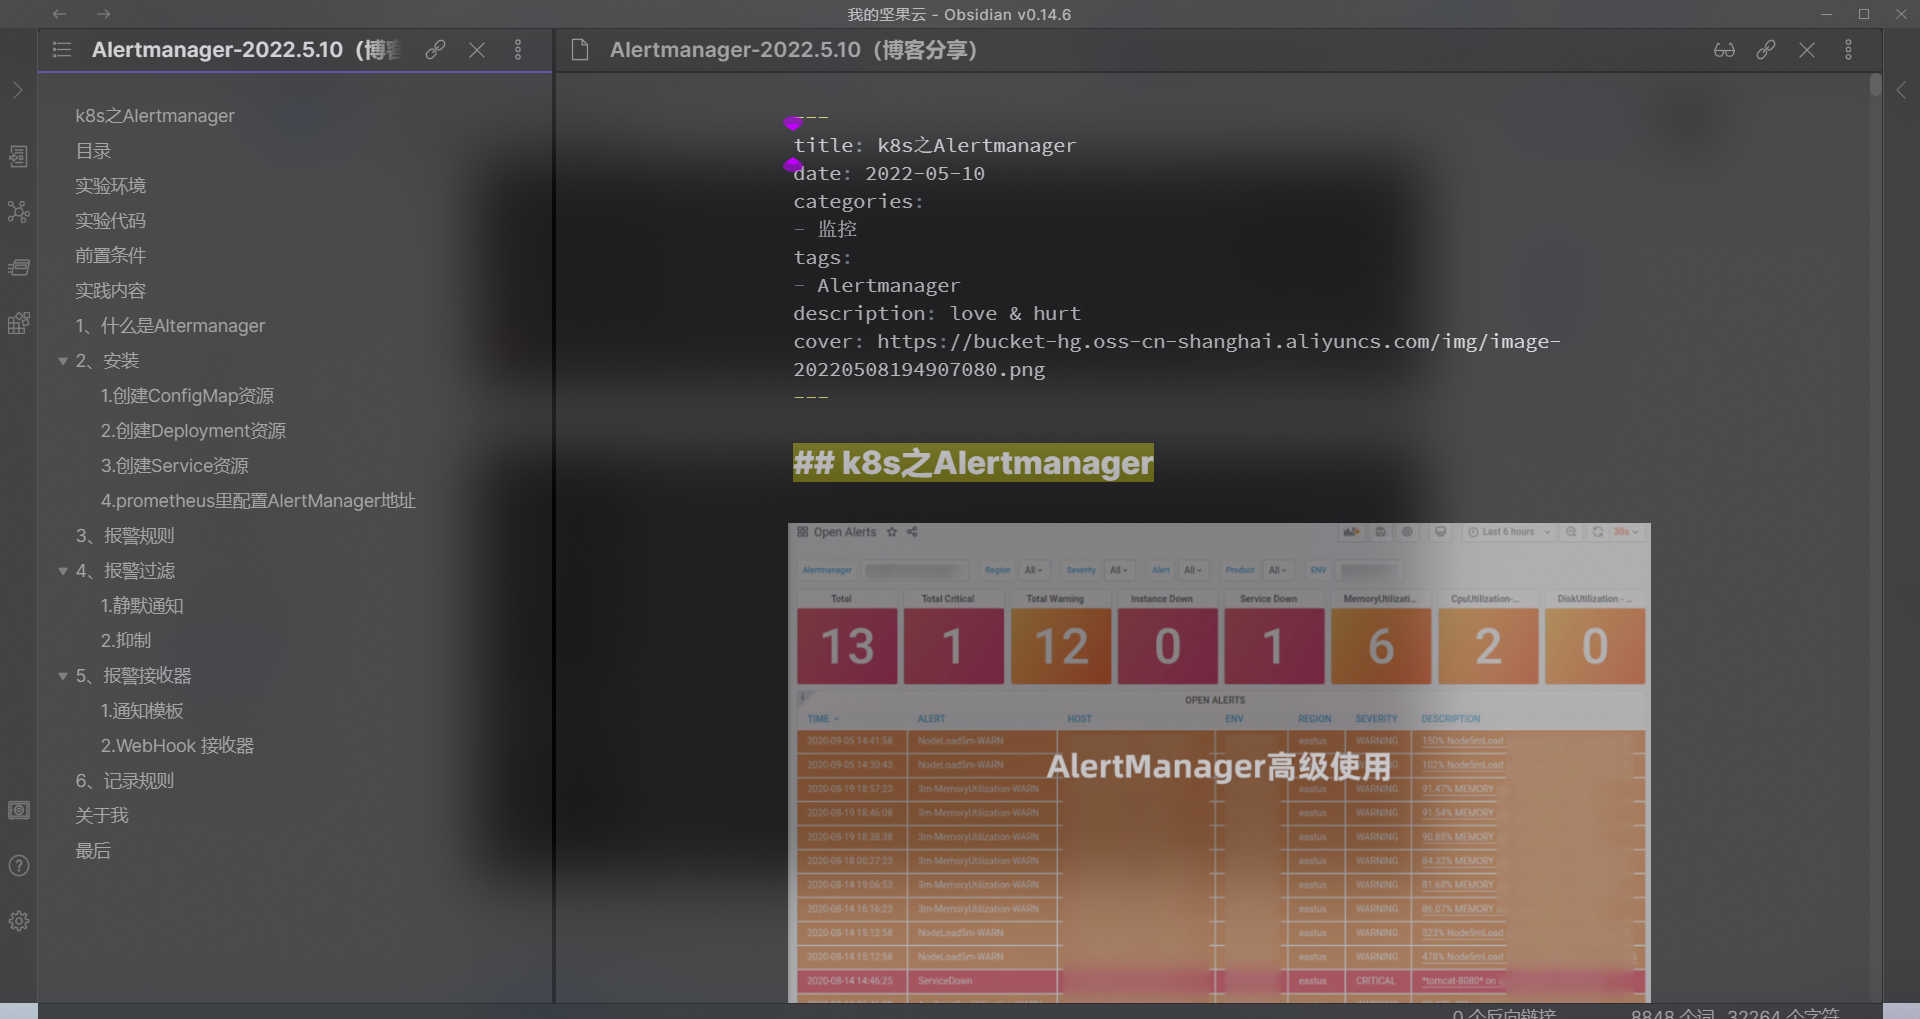 我的坚果云 - Obsidian v0.14.6
Alertmanager-2022.5.10（博客
Alertmanager-2022.5.10（博客分享）
k8s之Alertmanager
目录
实验环境
实验代码
前置条件
实践内容
1、什么是Altermanager
2、安装
1.创建ConfigMap资源
2.创建Deployment资源
3.创建Service资源
4.prometheus里配置AlertManager地址
3、报警规则
4、报警过滤
1.静默通知
2.抑制
5、报警接收器
1.通知模板
2.WebHook 接收器
6、记录规则
关于我
最后
---
title: k8s之Alertmanager
date: 2022-05-10
categories:
- 监控
tags:
- Alertmanager
description: love & hurt
cover: https://bucket-hg.oss-cn-shanghai.aliyuncs.com/img/image-
20220508194907080.png
---
## k8s之Alertmanager
Open Alerts
Last 6 hours
30s
Alertmanager Region All Severity All Alert All Product All ENV
Total Total Critical Total Warning Instance Down Service Down MemoryUtilizati... CpuUtilization-... DiskUtilization - ...
13 1 12 0 1 6 2 0
OPEN ALERTS
TIME ALERT HOST ENV REGION SEVERITY DESCRIPTION
2020-09-05 14:41:58 NodeLoad5m-WARN eastus WARNING 150% Node5mLoad
2020-09-05 14:30:43 NodeLoad5m-WARN eastus WARNING 102% Node5mLoad
AlertManager高级使用
2020-08-19 18:57:23 3m-MemoryUtilization-WARN eastus WARNING 91.47% MEMORY
2020-08-19 18:46:08 3m-MemoryUtilization-WARN eastus WARNING 91.54% MEMORY
2020-08-19 18:38:38 3m-MemoryUtilization-WARN eastus WARNING 90.88% MEMORY
2020-08-18 00:27:23 3m-MemoryUtilization-WARN eastus WARNING 84.32% MEMORY
2020-08-14 19:06:53 3m-MemoryUtilization-WARN eastus WARNING 81.68% MEMORY
2020-08-14 16:16:23 3m-MemoryUtilization-WARN eastus WARNING 86.07% MEMORY
2020-08-14 15:12:58 NodeLoad5m-WARN eastus WARNING 523% Node5mLoad
2020-08-14 15:12:58 NodeLoad5m-WARN eastus WARNING 478% Node5mLoad
2020-08-14 14:46:25 ServiceDown eastus CRITICAL *tomcat-8080* on
0 个反向链接 8848 个词 32264 个字符